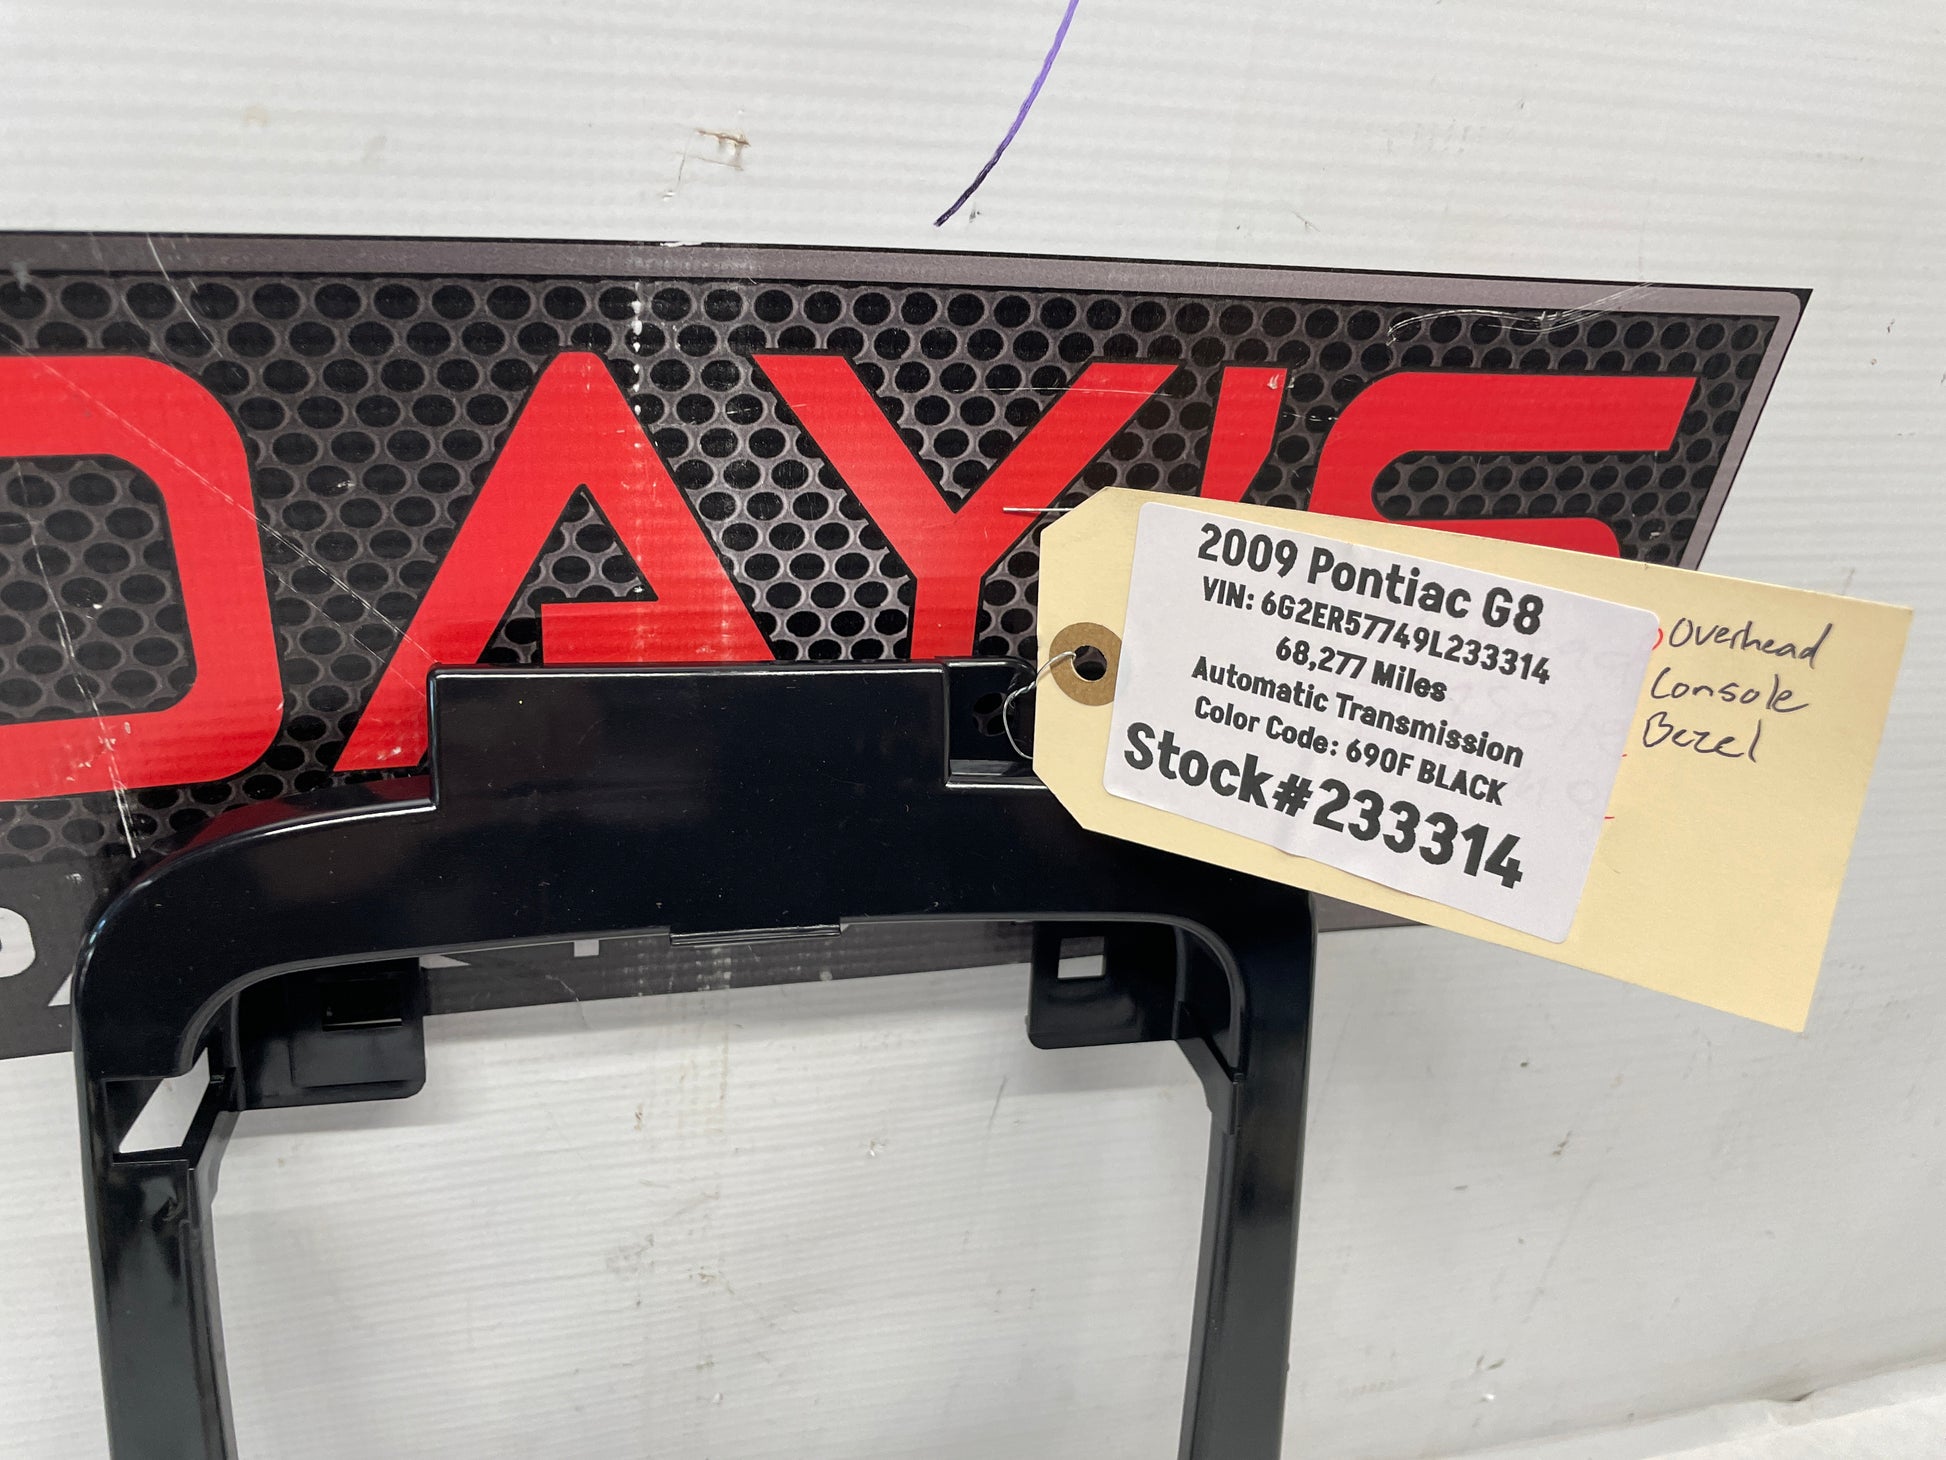 DAY'S
2009 Pontiac G8
VIN: 6G2ER57749L233314
68,277 Miles
Automatic Transmission
Color Code: 690F BLACK
Stock#233314
Overhead
Console
Bezel